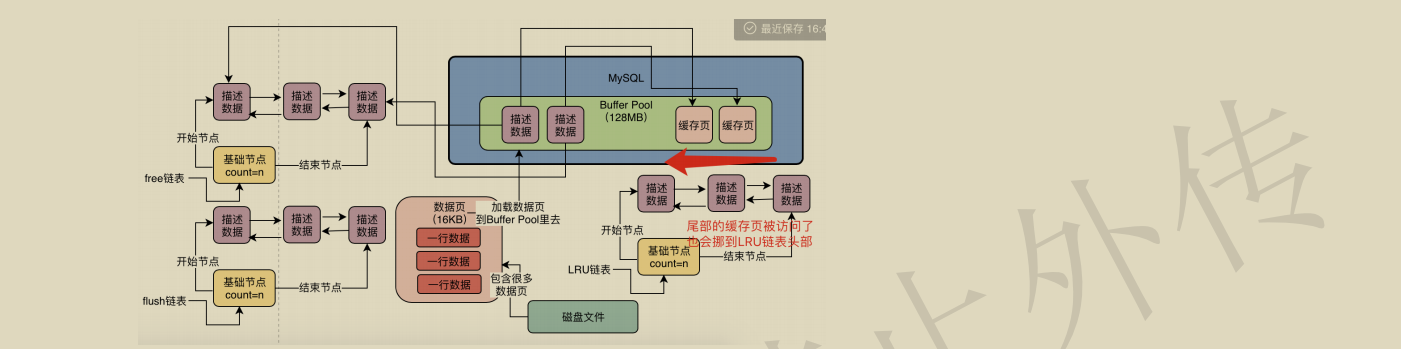 最近保存 16:4
MySQL
Buffer Pool
（128MB）
描述
数据
描述
数据
缓存页
缓存页
描述
数据
描述
数据
描述
数据
开始节点
基础节点
count=n
结束节点
free链表
描述
数据
描述
数据
描述
数据
开始节点
基础节点
count=n
结束节点
flush链表
数据页
（16KB）
一行数据
一行数据
一行数据
加载数据页
到Buffer Pool里去
包含很多
数据页
磁盘文件
描述
数据
描述
数据
描述
数据
尾部的缓存页被访问了
也会挪到LRU链表头部
开始节点
基础节点
count=n
结束节点
LRU链表
外传